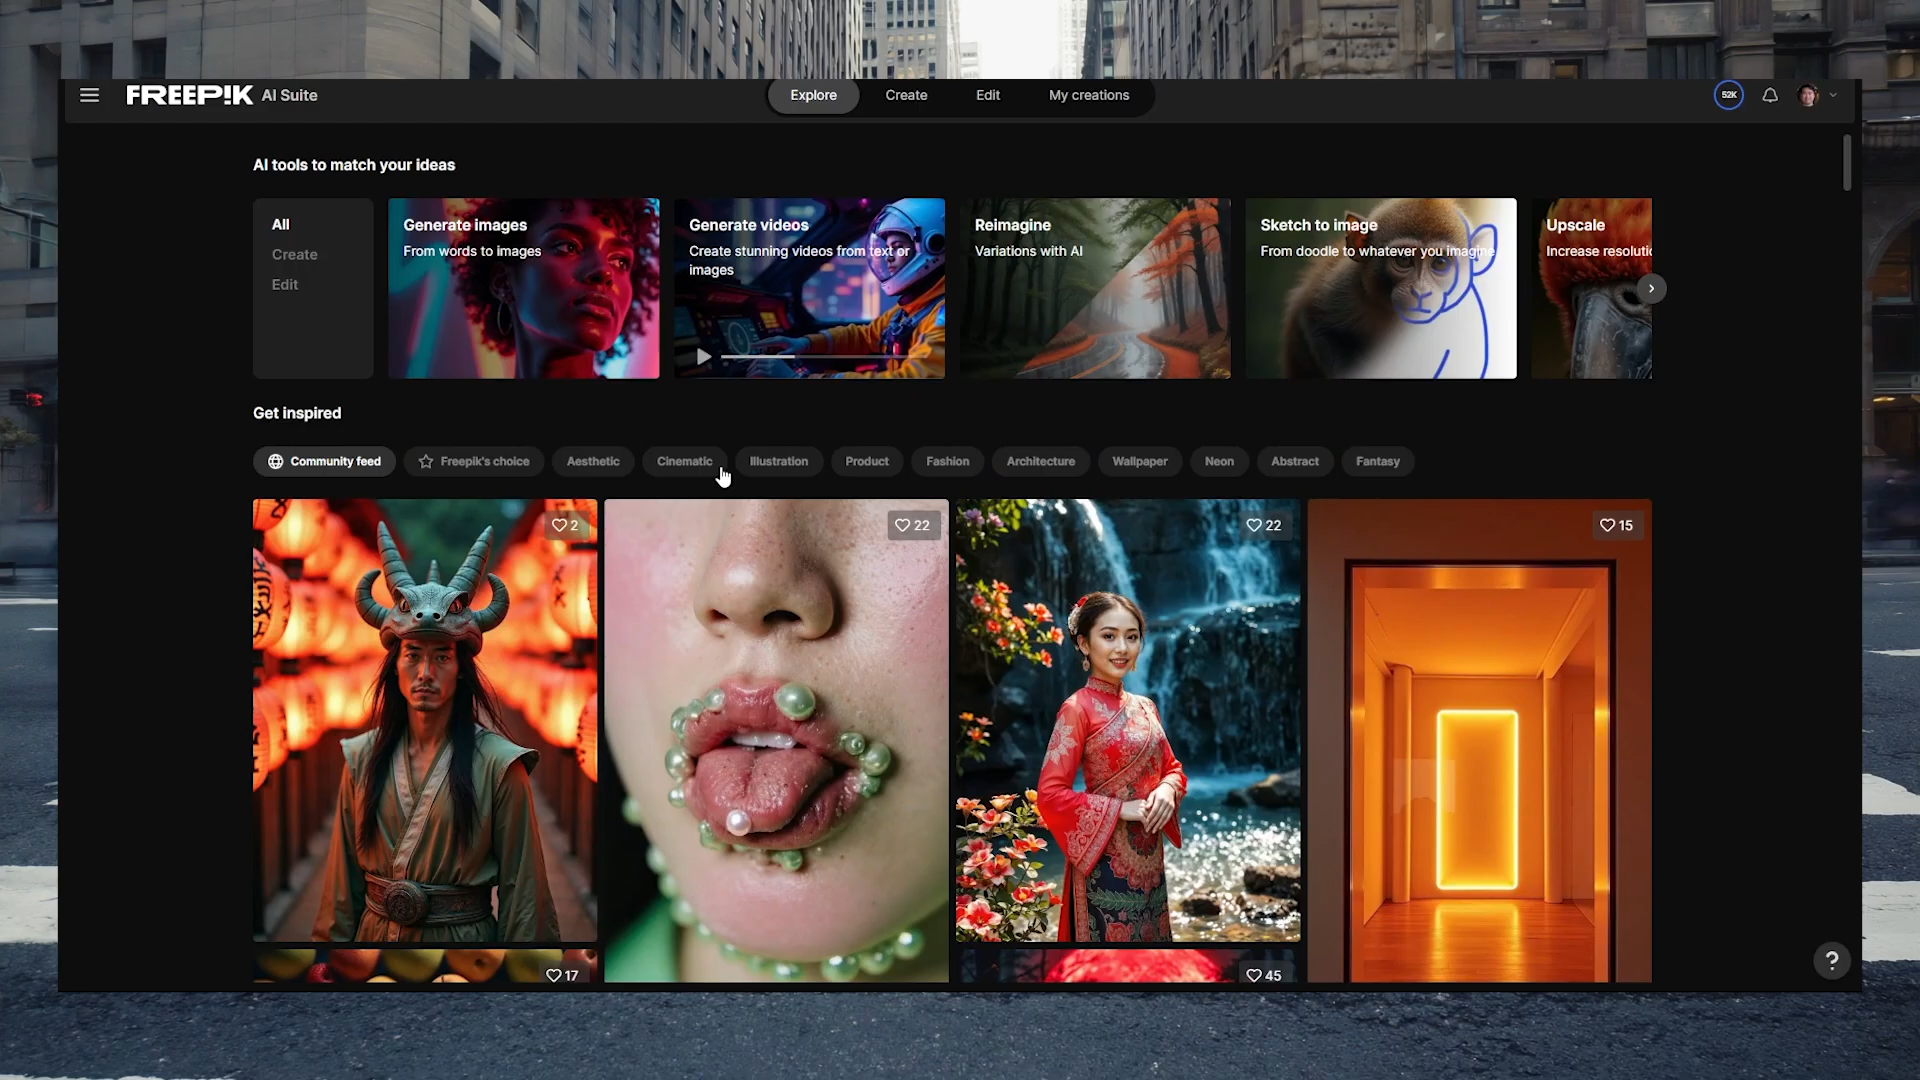 FREEP!K AI Suite
Explore
Create
Edit
My creations
52K
AI tools to match your ideas
All
Create
Edit
Generate images
From words to images
Generate videos
Create stunning videos from text or
images
Reimagine
Variations with AI
Sketch to image
From doodle to whatever you imagine
Upscale
Increase resolutio
Get inspired
Community feed
Freepik's choice
Aesthetic
Cinematic
Illustration
Product
Fashion
Architecture
Wallpaper
Neon
Abstract
Fantasy
2
22
22
15
17
45
?